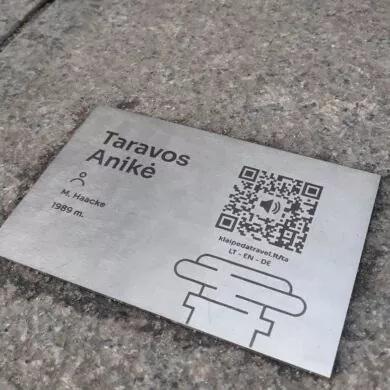 Taravos
Anikė
M. Haacke
1989 m.
klaipedatravel.lt/ta
LT - EN - DE